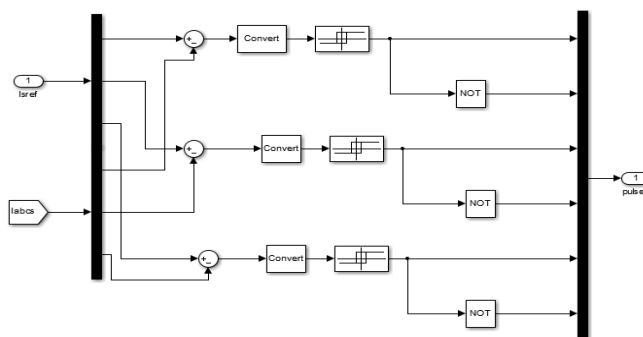 Convert
1
Isref
NOT
Convert
1
pulse
NOT
Iabcs
Convert
NOT